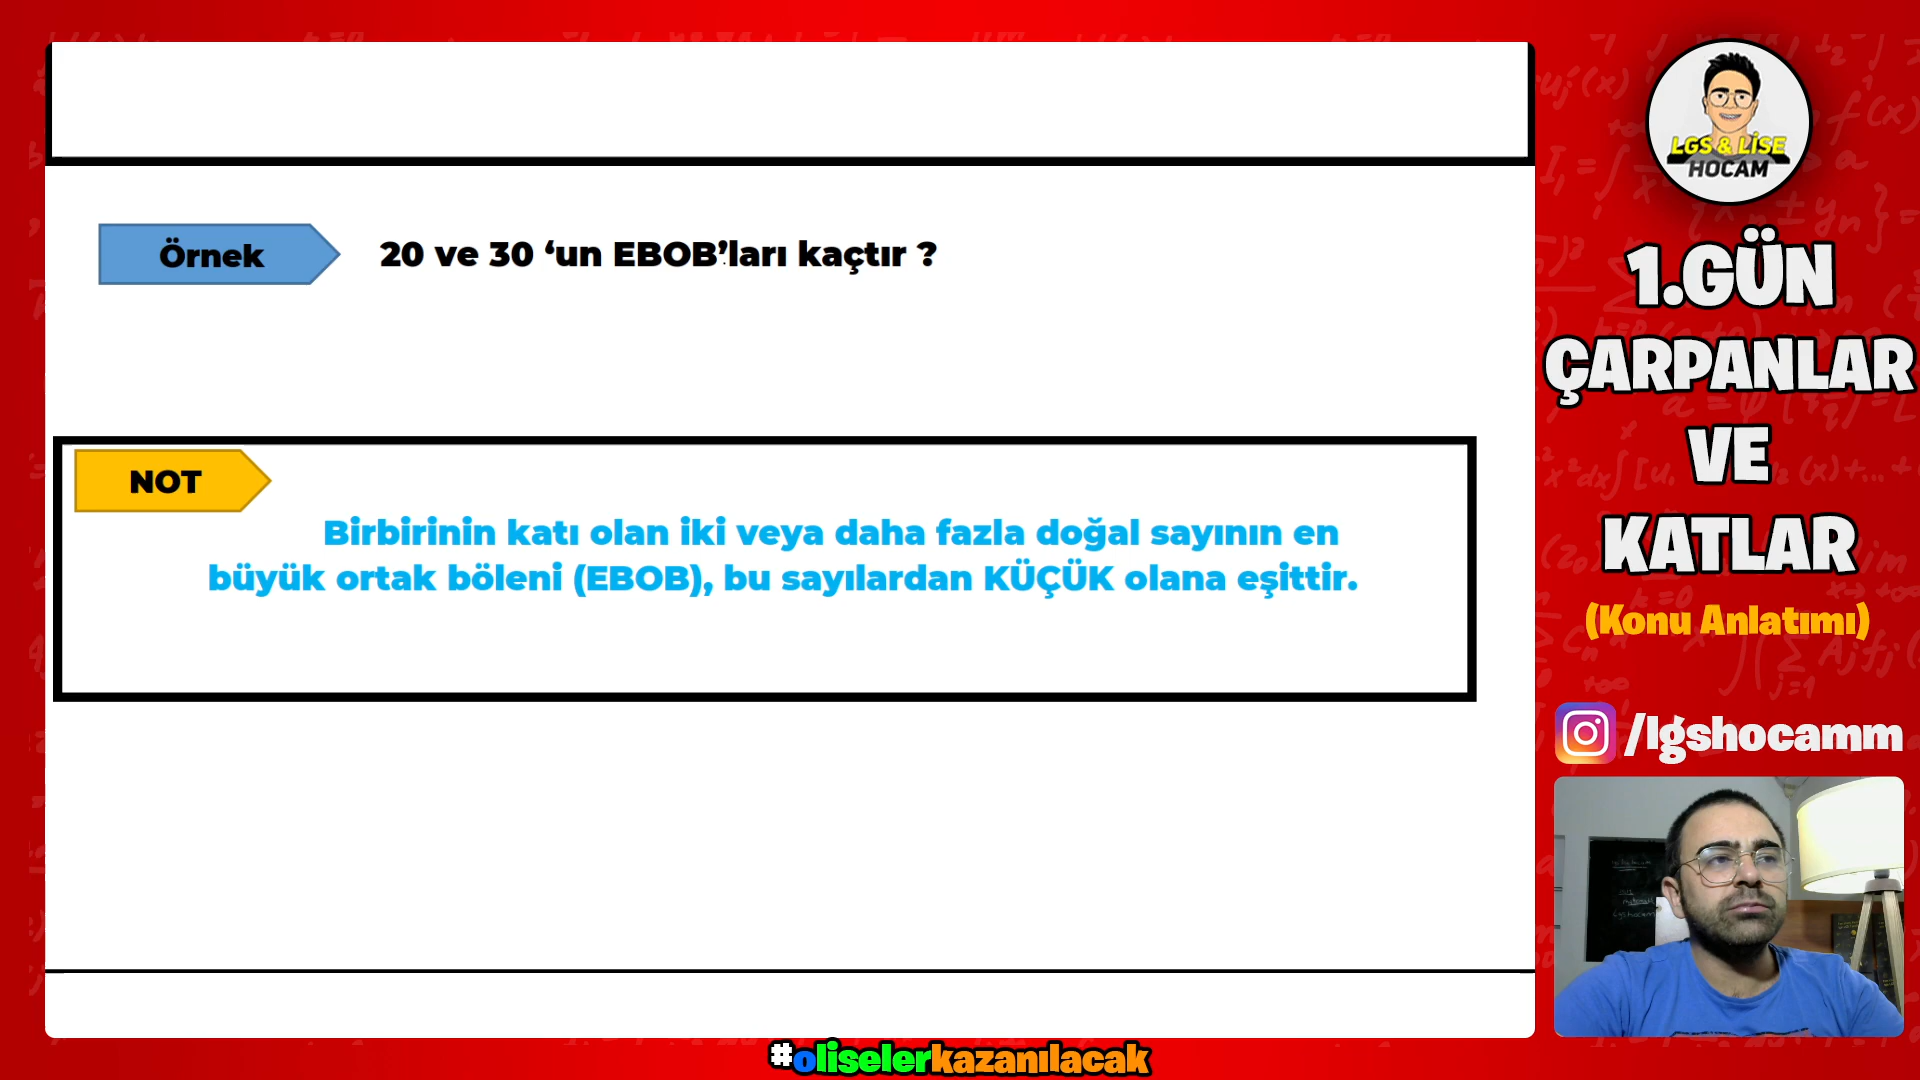 Örnek
20 ve 30 ‘un EBOB’ları kaçtır ?
NOT
Birbirinin katı olan iki veya daha fazla doğal sayının en
büyük ortak böleni (EBOB), bu sayılardan KÜÇÜK olana eşittir.
LGS & LİSE
HOCAM
1.GÜN
ÇARPANLAR
VE
KATLAR
(Konu Anlatımı)
/lgshocamm
#oliselerkazanılacak